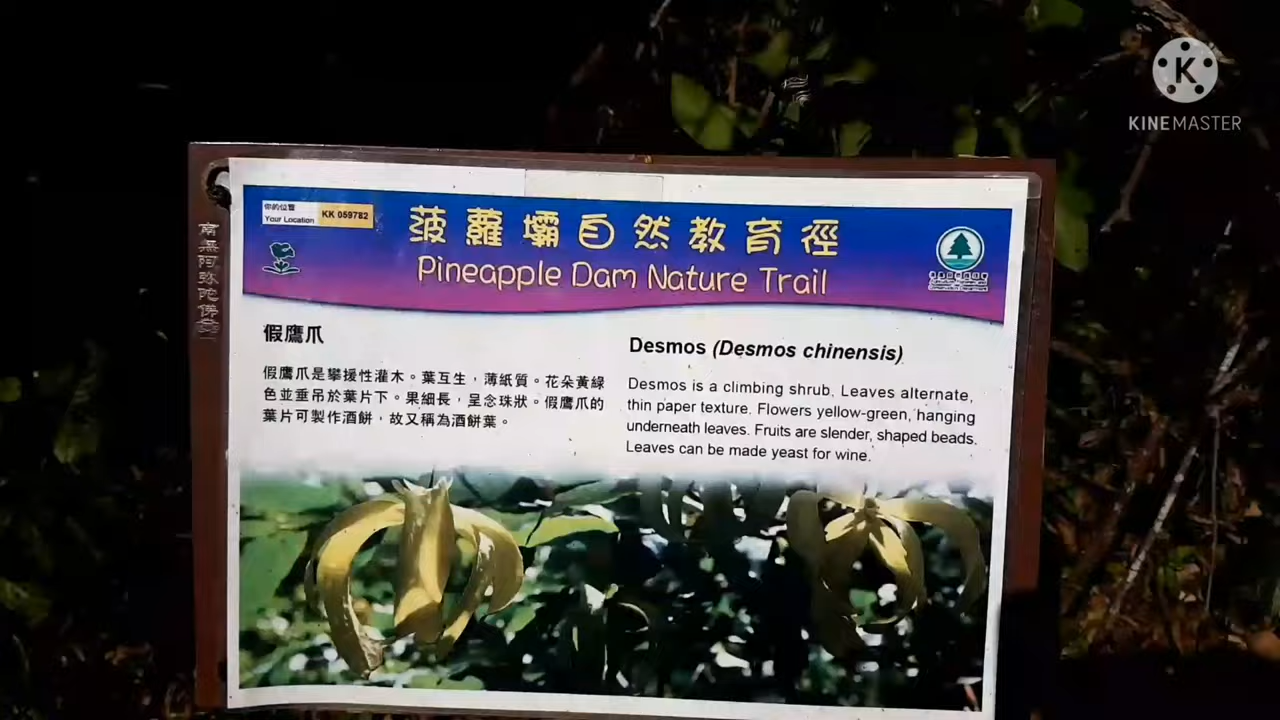 KINEMASTER
你的位置
Your Location
KK 059782
菠蘿壩自然教育徑
Pineapple Dam Nature Trail
南無阿弥陀佛
假鷹爪
假鷹爪是攀援性灌木。葉互生，薄紙質。花朵黃綠
色並垂吊於葉片下。果細長，呈念珠狀。假鷹爪的
葉片可製作酒餅，故又稱為酒餅葉。
Desmos (Desmos chinensis)
Desmos is a climbing shrub. Leaves alternate,
thin paper texture. Flowers yellow-green, hanging
underneath leaves. Fruits are slender, shaped beads.
Leaves can be made yeast for wine.